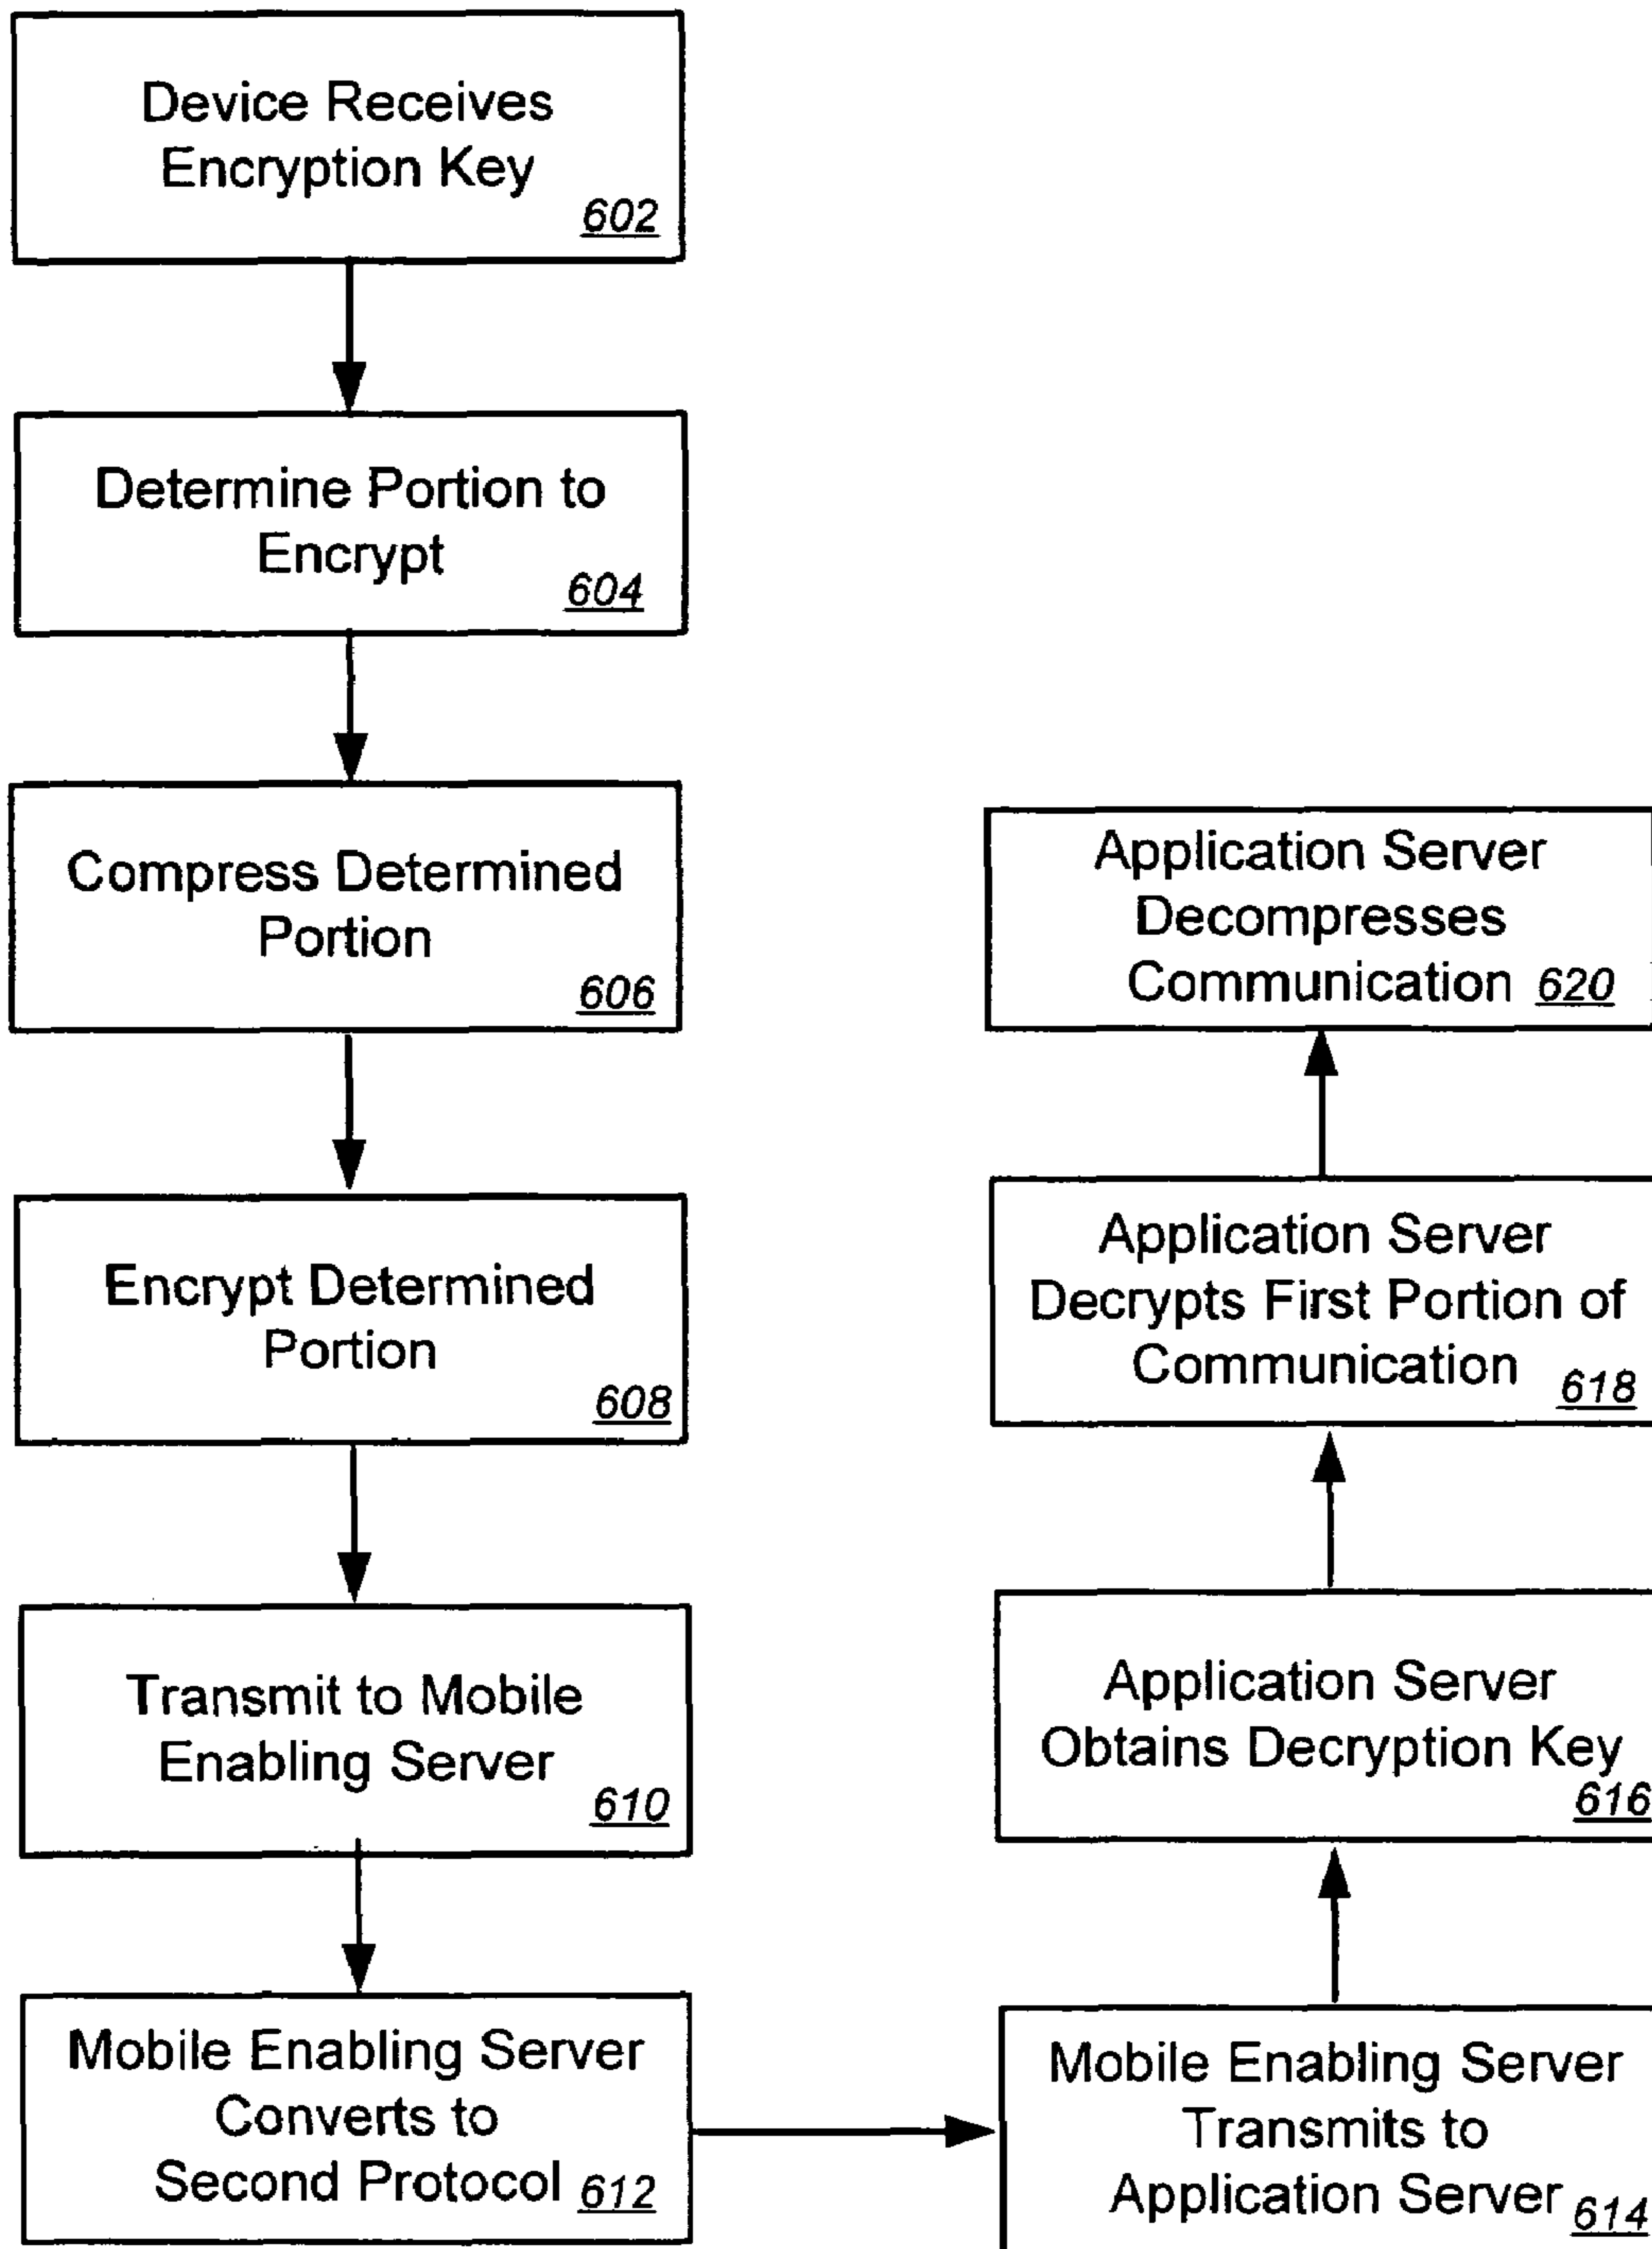 Device Receives
Encryption Key
602
Determine Portion to
Encrypt
604
Compress Determined
Portion
606
Encrypt Determined
Portion
608
Transmit to Mobile
Enabling Server
610
Mobile Enabling Server
Converts to
Second Protocol 612
Mobile Enabling Server
Transmits to
Application Server 614
Application Server
Obtains Decryption Key
616
Application Server
Decrypts First Portion of
Communication 618
Application Server
Decompresses
Communication 620